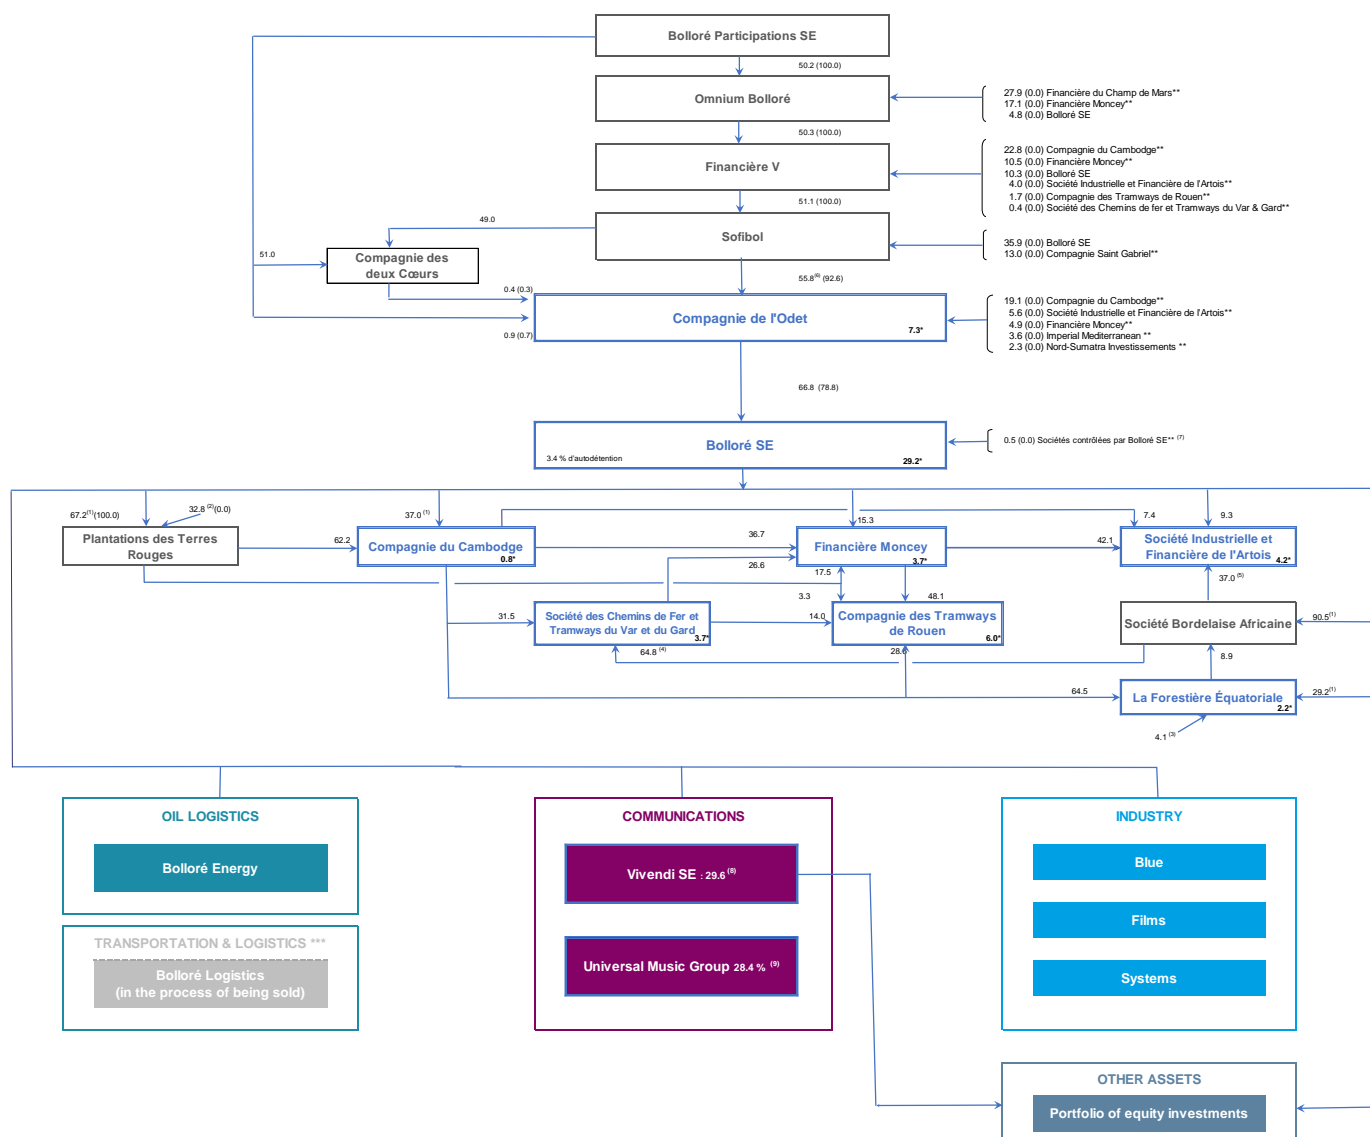 Bolloré Participations SE
50.2 (100.0)
Omnium Bolloré
27.9 (0.0) Financière du Champ de Mars**
17.1 (0.0) Financière Moncey**
4.8 (0.0) Bolloré SE
50.3 (100.0)
Financière V
22.8 (0.0) Compagnie du Cambodge**
10.5 (0.0) Financière Moncey**
10.3 (0.0) Bolloré SE
4.0 (0.0) Société Industrielle et Financière de l'Artois**
1.7 (0.0) Compagnie des Tramways de Rouen**
0.4 (0.0) Société des Chemins de fer et Tramways du Var & Gard**
51.1 (100.0)
49.0
Sofibol
35.9 (0.0) Bolloré SE
13.0 (0.0) Compagnie Saint Gabriel**
51.0
Compagnie des
deux Cœurs
55.8(6) (92.6)
0.4 (0.3)
Compagnie de l'Odet
7.3*
0.9 (0.7)
19.1 (0.0) Compagnie du Cambodge**
5.6 (0.0) Société Industrielle et Financière de l'Artois**
4.9 (0.0) Financière Moncey**
3.6 (0.0) Imperial Mediterranean **
2.3 (0.0) Nord-Sumatra Investissements **
66.8 (78.8)
Bolloré SE
3.4 % d'autodétention
29.2*
0.5 (0.0) Sociétés contrôlées par Bolloré SE** (7)
67.2(1)(100.0)
32.8 (2)(0.0)
37.0 (1)
15.3
7.4
9.3
Plantations des Terres
Rouges
62.2
Compagnie du Cambodge
0.8*
36.7
26.6
Financière Moncey
3.7*
42.1
Société Industrielle et
Financière de l'Artois
4.2*
17.5
37.0 (5)
3.3
48.1
31.5
Société des Chemins de Fer et
Tramways du Var et du Gard
3.7*
14.0
Compagnie des Tramways
de Rouen
6.0*
Société Bordelaise Africaine
90.5(1)
64.8 (4)
28.6
8.9
64.5
La Forestière Équatoriale
2.2*
29.2(1)
4.1 (3)
OIL LOGISTICS
Bolloré Energy
TRANSPORTATION & LOGISTICS ***
Bolloré Logistics
(in the process of being sold)
COMMUNICATIONS
Vivendi SE : 29.6 (8)
Universal Music Group 28.4 % (9)
INDUSTRY
Blue
Films
Systems
OTHER ASSETS
Portfolio of equity investments